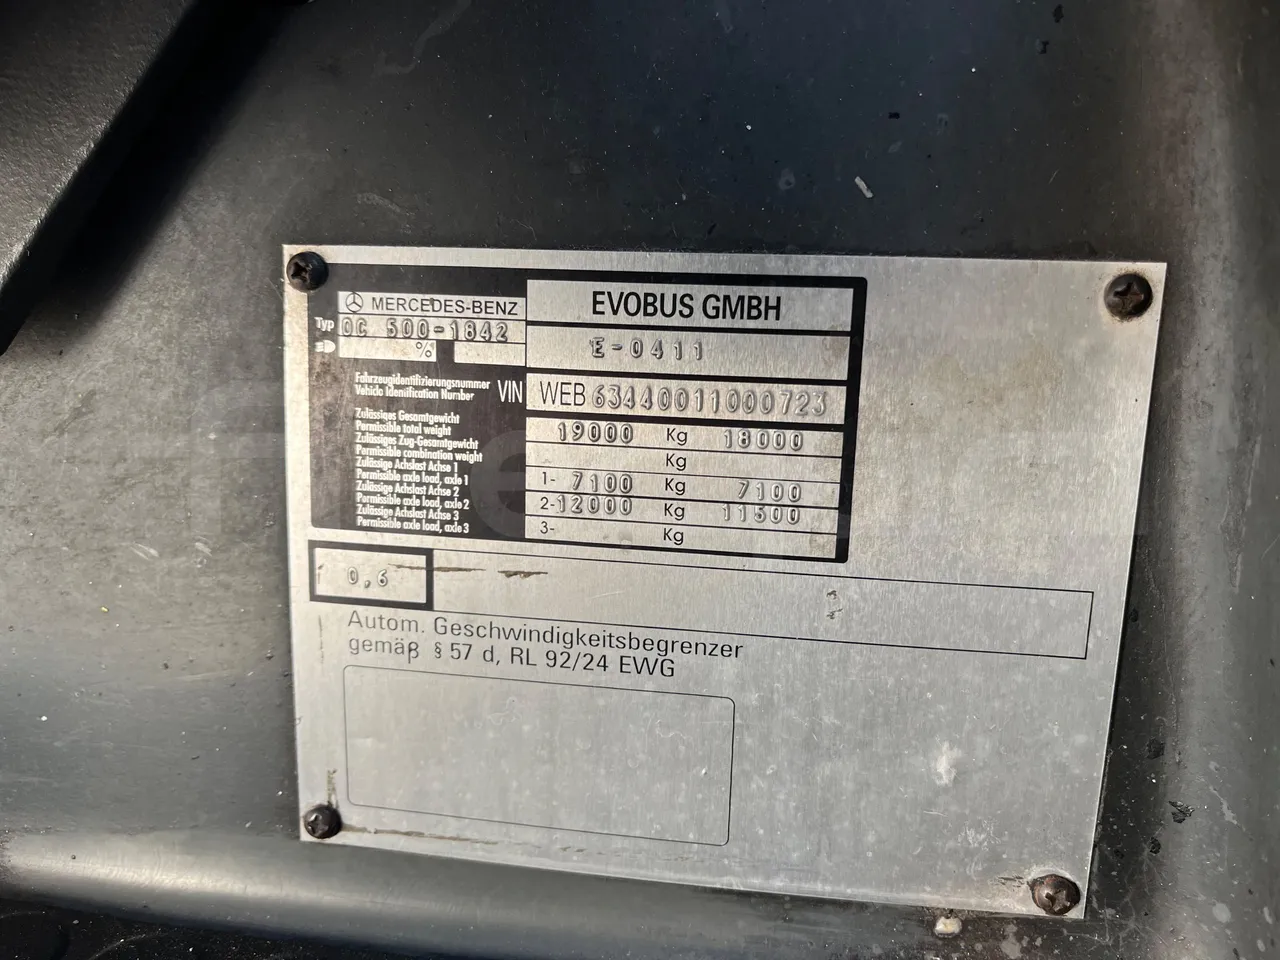 MERCEDES-BENZ EVOBUS GMBH
Typ OC 500-1842
% E-0411
Fahrzeugidentifizierungsnummer
Vehicle Identification Number VIN WEB 63440011000723
Zulässiges Gesamtgewicht
Permissible total weight 19000 Kg 18000
Zulässiges Zug-Gesamtgewicht
Permissible combination weight Kg
Zulässige Achslast Achse 1
Permissible axle load, axle 1 1- 7100 Kg 7100
Zulässige Achslast Achse 2
Permissible axle load, axle 2 2-12000 Kg 11500
Zulässige Achslast Achse 3
Permissible axle load, axle 3 3- Kg
0,6
Autom. Geschwindigkeitsbegrenzer
gemäß § 57 d, RL 92/24 EWG